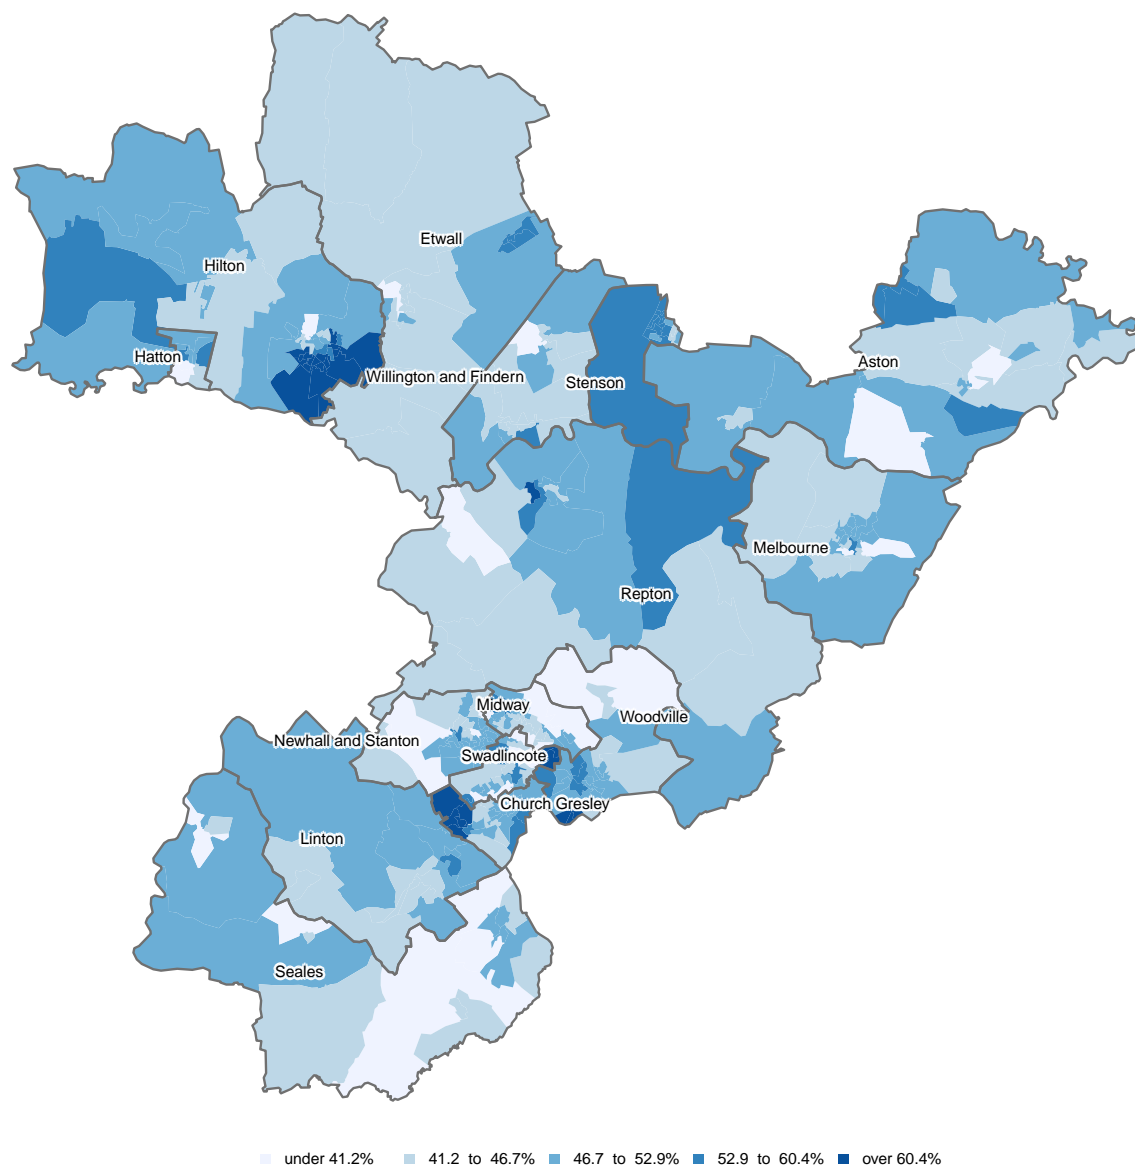 Etwall
Hilton
Hatton
Aston
Willington and Findern
Stenson
Melbourne
Repton
Midway
Woodville
Newhall and Stanton
Swadlincote
Church Gresley
Linton
Seales
under 41.2% 41.2 to 46.7% 46.7 to 52.9% 52.9 to 60.4% over 60.4%